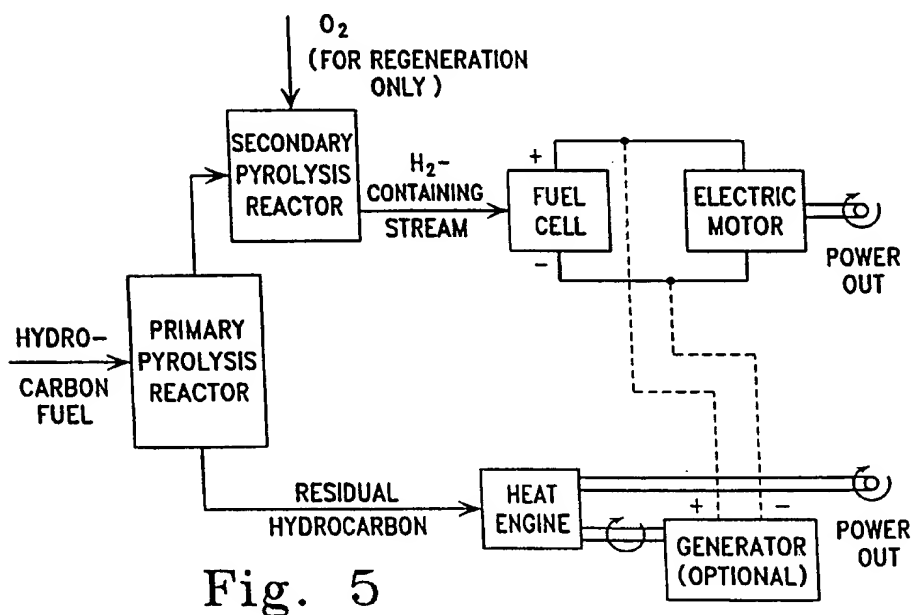 O2
(FOR REGENERATION
ONLY)
SECONDARY
PYROLYSIS
REACTOR
H2-
CONTAINING
STREAM
+
FUEL
CELL
-
ELECTRIC
MOTOR
POWER
OUT
HYDRO-
CARBON
FUEL
PRIMARY
PYROLYSIS
REACTOR
RESIDUAL
HYDROCARBON
HEAT
ENGINE
+ -
GENERATOR
(OPTIONAL)
POWER
OUT
Fig. 5